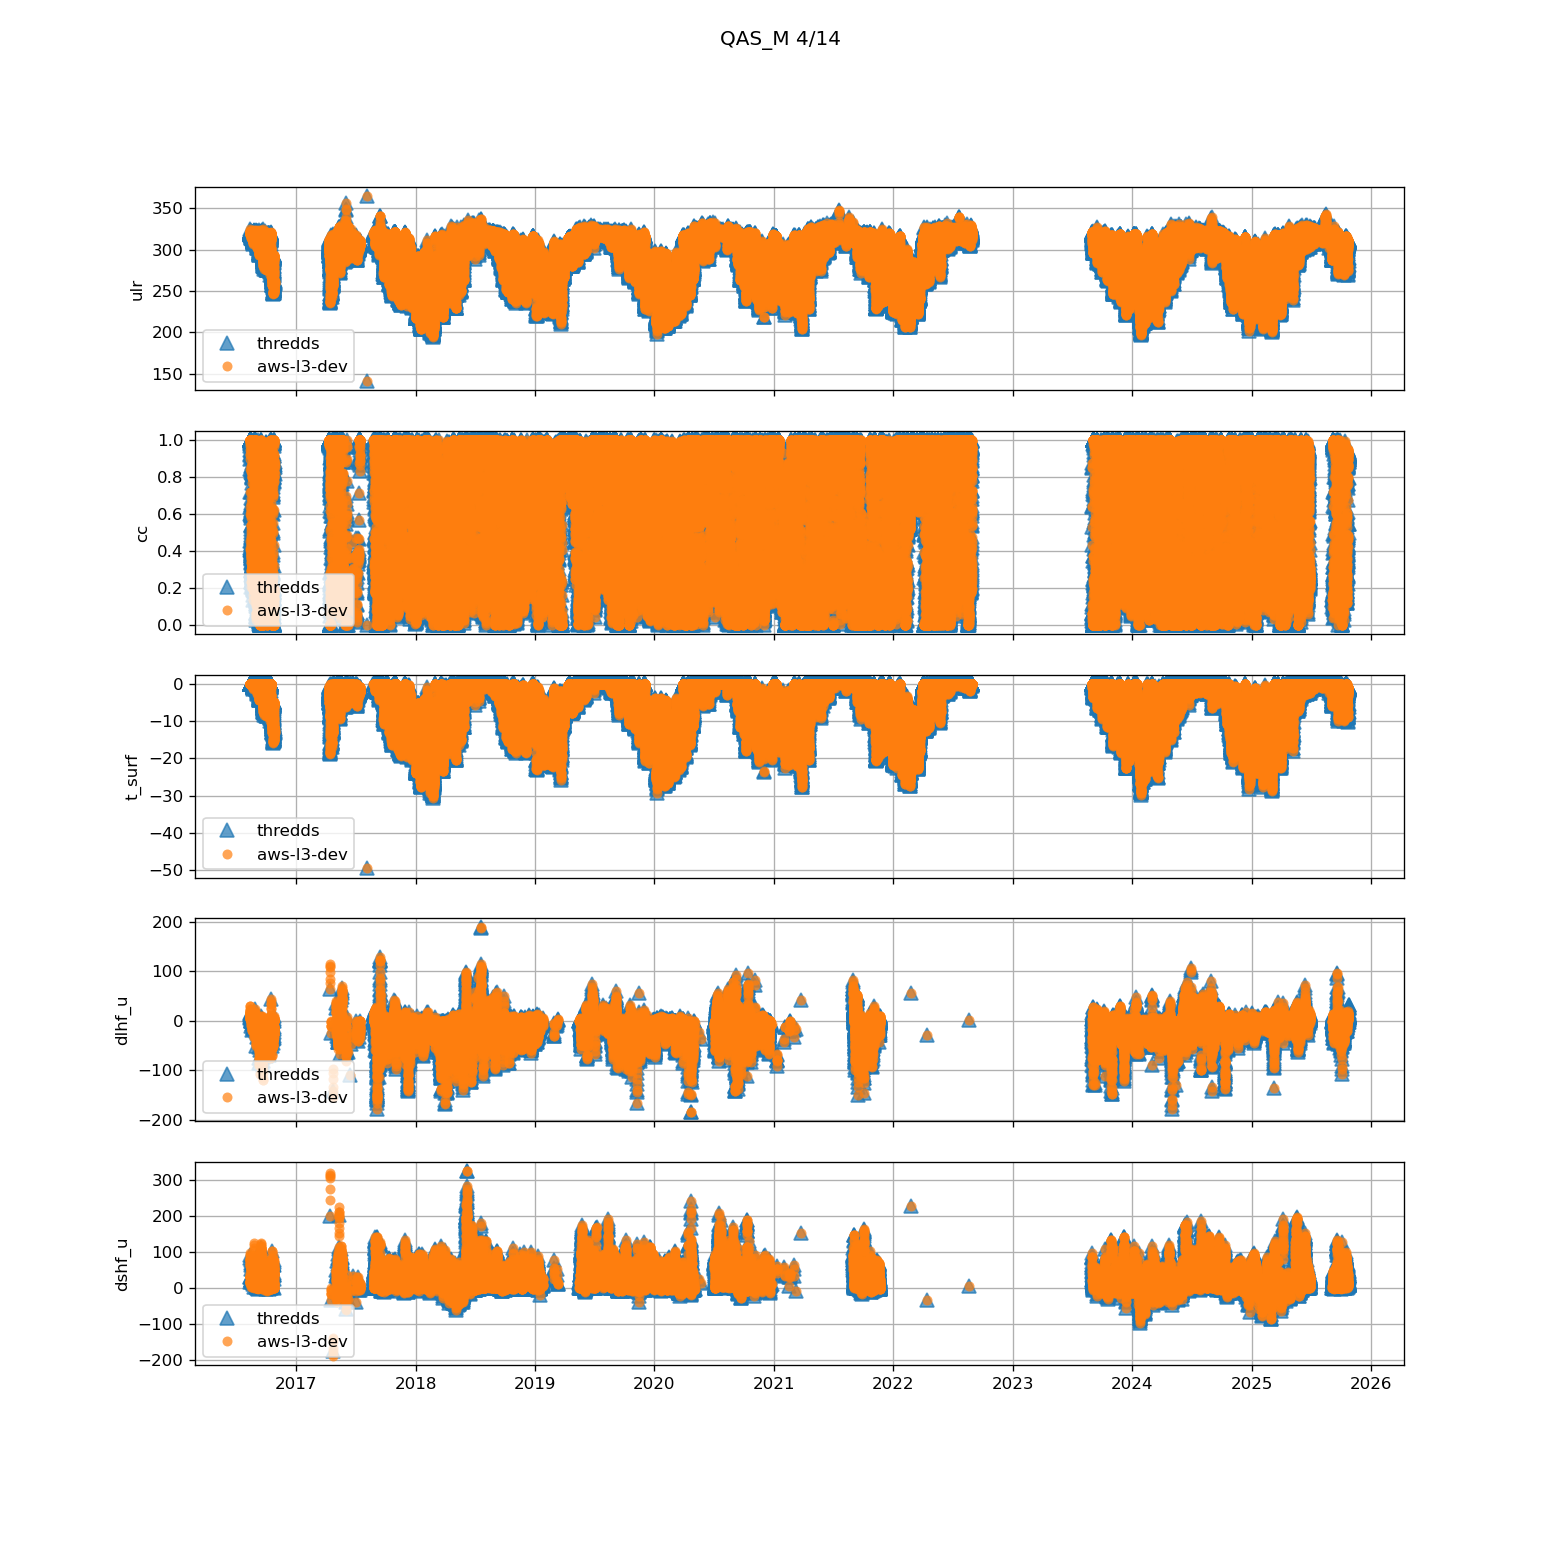 QAS_M 4/14
350
300
250
200
150
ulr
thredds
aws-l3-dev
1.0
0.8
0.6
0.4
0.2
0.0
cc
thredds
aws-l3-dev
0
−10
−20
−30
−40
−50
t_surf
thredds
aws-l3-dev
200
100
0
−100
−200
dlhf_u
thredds
aws-l3-dev
300
200
100
0
−100
−200
dshf_u
thredds
aws-l3-dev
2017 2018 2019 2020 2021 2022 2023 2024 2025 2026